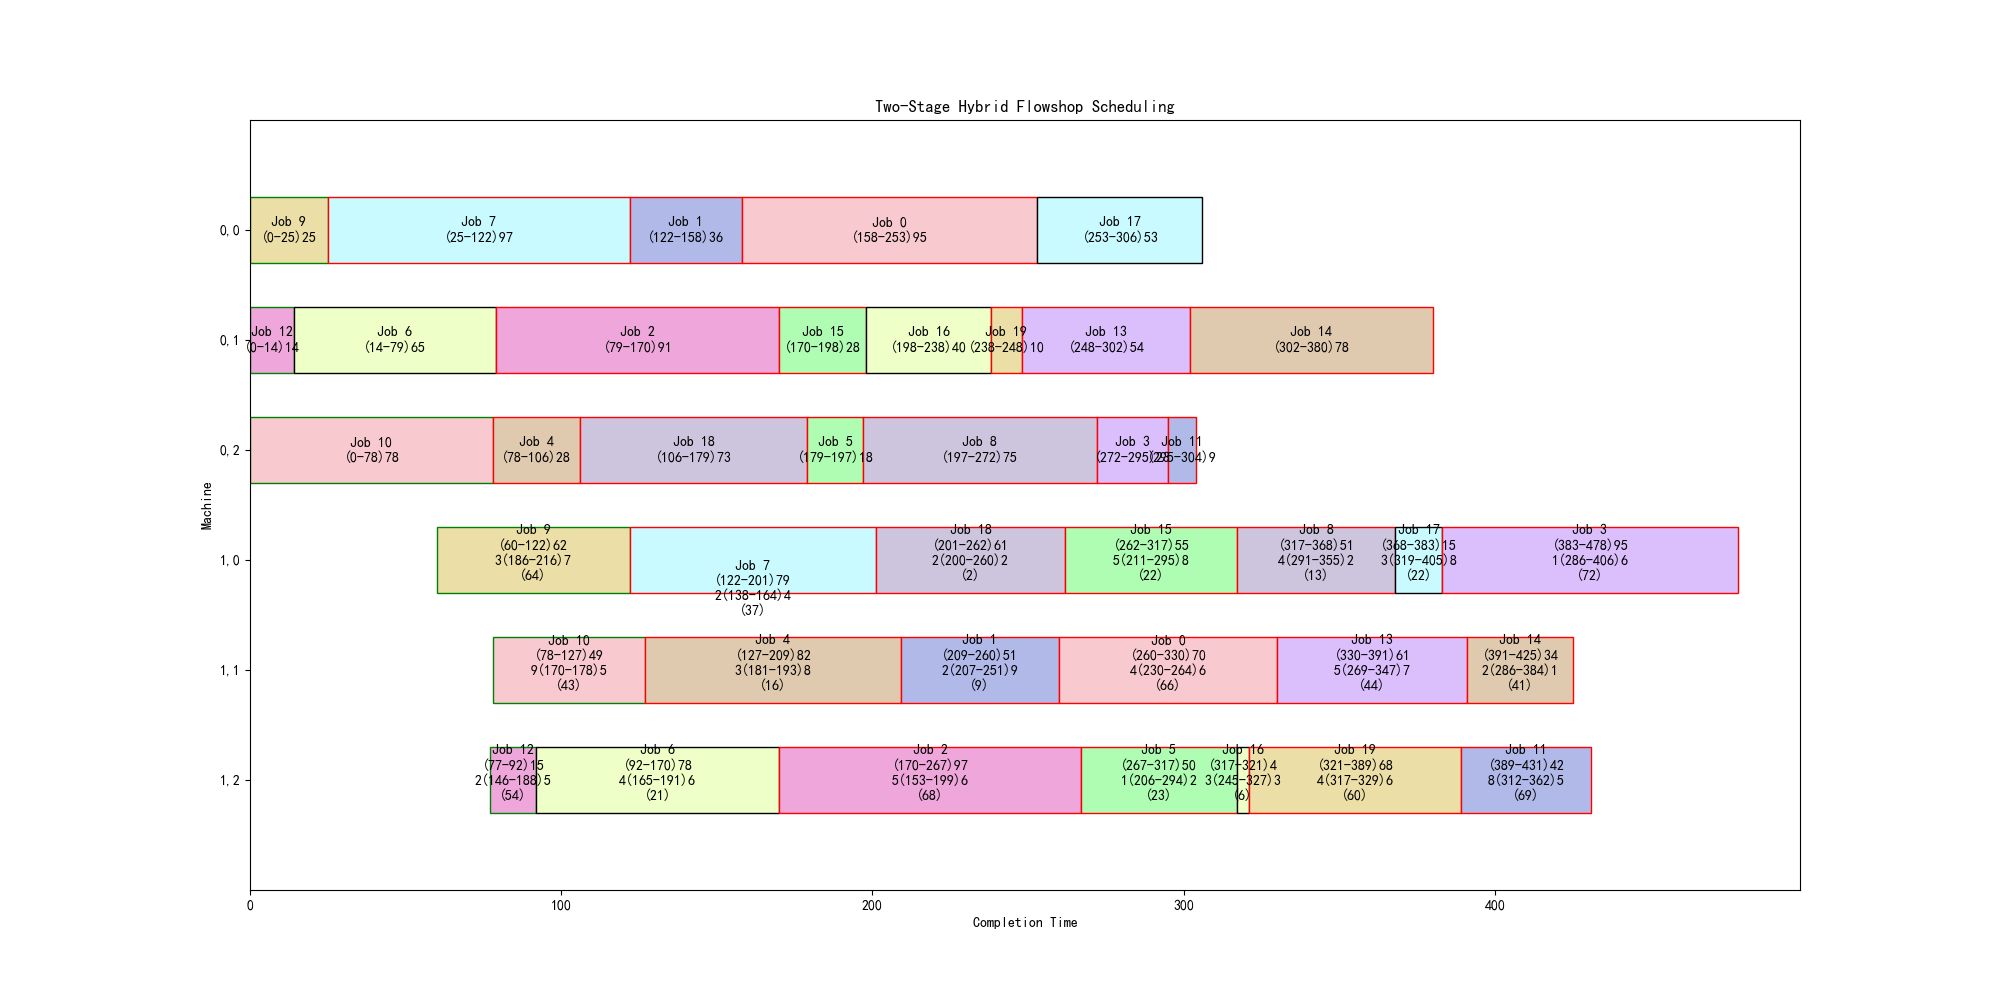 Two-Stage Hybrid Flowshop Scheduling
Machine
0,0
Job 9
(0-25)25
Job 7
(25-122)97
Job 1
(122-158)36
Job 0
(158-253)95
Job 17
(253-306)53
0,1
Job 12
(0-14)14
Job 6
(14-79)65
Job 2
(79-170)91
Job 15
(170-198)28
Job 16
(198-238)40
Job 19
(238-248)10
Job 13
(248-302)54
Job 14
(302-380)78
0,2
Job 10
(0-78)78
Job 4
(78-106)28
Job 18
(106-179)73
Job 5
(179-197)18
Job 8
(197-272)75
Job 3
(272-295)23
Job 11
(295-304)9
1,0
Job 9
(60-122)62
3(186-216)7
(64)
Job 7
(122-201)79
2(138-164)4
(37)
Job 18
(201-262)61
2(200-260)2
(2)
Job 15
(262-317)55
5(211-295)8
(22)
Job 8
(317-368)51
4(291-355)2
(13)
Job 17
(368-383)15
3(319-405)8
(22)
Job 3
(383-478)95
1(286-406)6
(72)
1,1
Job 10
(78-127)49
9(170-178)5
(43)
Job 4
(127-209)82
3(181-193)8
(16)
Job 1
(209-260)51
2(207-251)9
(9)
Job 0
(260-330)70
4(230-264)6
(66)
Job 13
(330-391)61
5(269-347)7
(44)
Job 14
(391-425)34
2(286-384)1
(41)
1,2
Job 12
(77-92)15
2(146-188)5
(54)
Job 6
(92-170)78
4(165-191)6
(21)
Job 2
(170-267)97
5(153-199)6
(68)
Job 5
(267-317)50
1(206-294)2
(23)
Job 16
(317-321)4
3(245-327)3
(6)
Job 19
(321-389)68
4(317-329)6
(60)
Job 11
(389-431)42
8(312-362)5
(69)
0
100
200
300
400
Completion Time